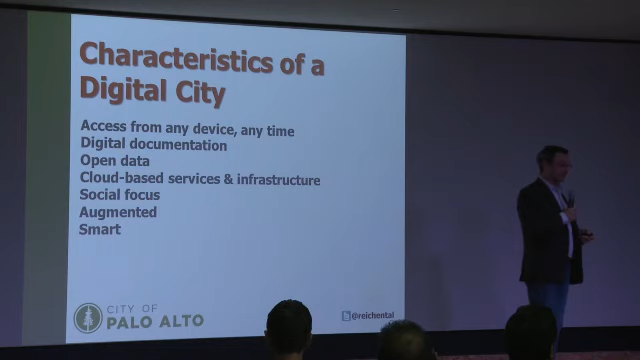 Characteristics of a
Digital City
Access from any device, any time
Digital documentation
Open data
Cloud-based services & infrastructure
Social focus
Augmented
Smart
CITY OF
PALO ALTO
@reichental